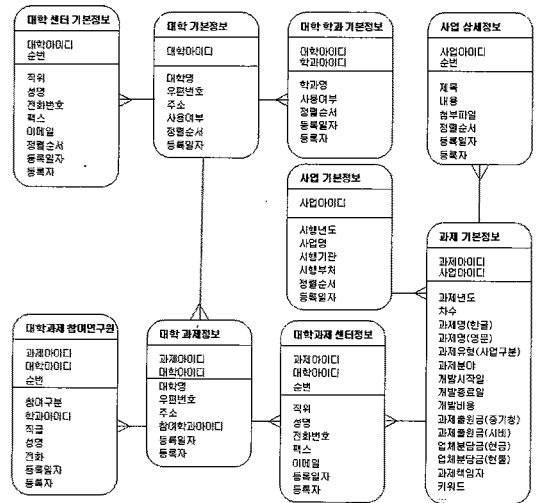 대학 센터 기본정보
대학아이디
순번
직위
성명
전화번호
팩스
이메일
정렬순서
등록일자
등록자
대학 기본정보
대학아이디
대학명
우편번호
주소
사용여부
정렬순서
등록일자
대학 학과 기본정보
대학아이디
학과아이디
학과명
사용여부
정렬순서
등록일자
등록자
사업 상세정보
사업아이디
순번
제목
내용
첨부파일
정렬순서
등록일자
등록자
사업 기본정보
사업아이디
시행년도
사업명
시행기관
시행부처
정렬순서
등록일자
과제 기본정보
과제아이디
사업아이디
과제년도
차수
과제명(한글)
과제명(영문)
과제유형(사업구분)
과제분야
개발시작일
개발종료일
개발비용
과제출원금(중기청)
과제출원금(시비)
업체분담금(현금)
업체분담금(현물)
과제책임자
키워드
...
대학과제 참여연구원
과제아이디
대학아이디
순번
참여구분
학과아이디
직급
성명
전화
등록일자
등록자
대학 과제정보
과제아이디
대학아이디
대학명
우편번호
주소
참여학과아이디
등록일자
등록자
대학과제 센터정보
과제아이디
대학아이디
순번
직위
성명
전화번호
팩스
이메일
등록일자
등록자